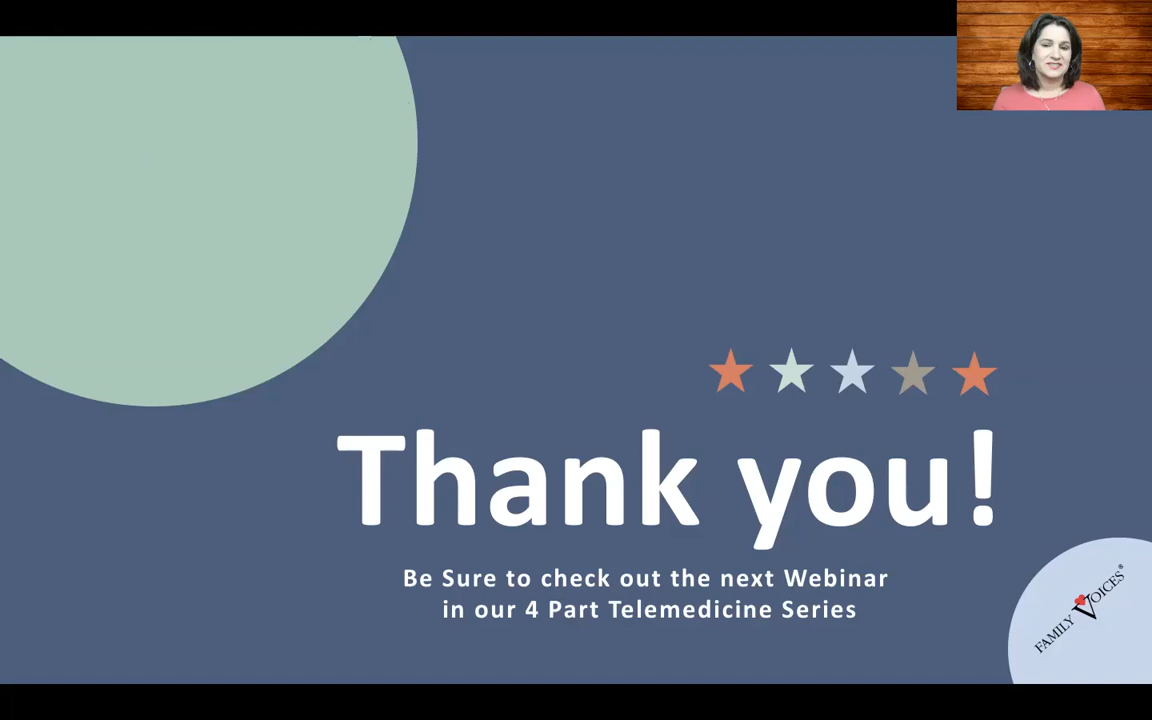 Thank you!
Be Sure to check out the next Webinar
in our 4 Part Telemedicine Series
FAMILY VOICES®